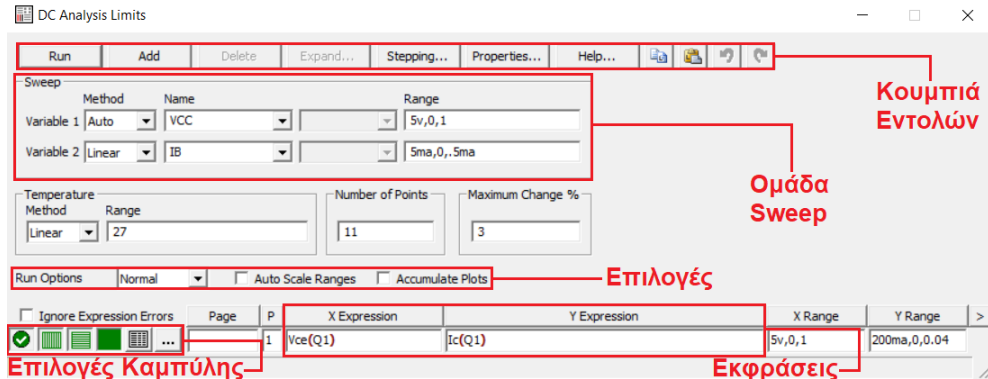 DC Analysis Limits
Run Add Delete Expand... Stepping... Properties... Help...
Sweep
Method Name Range
Variable 1 Auto VCC 5v,0,1
Variable 2 Linear IB 5ma,0,.5ma
Κουμπιά
Εντολών
Ομάδα
Sweep
Temperature Number of Points Maximum Change %
Method Range
Linear 27 11 3
Run Options Normal Auto Scale Ranges Accumulate Plots
Επιλογές
Ignore Expression Errors Page P X Expression Y Expression X Range Y Range >
... 1 Vce(Q1) Ic(Q1) 5v,0,1 200ma,0,0.04
Επιλογές Καμπύλης
Εκφράσεις